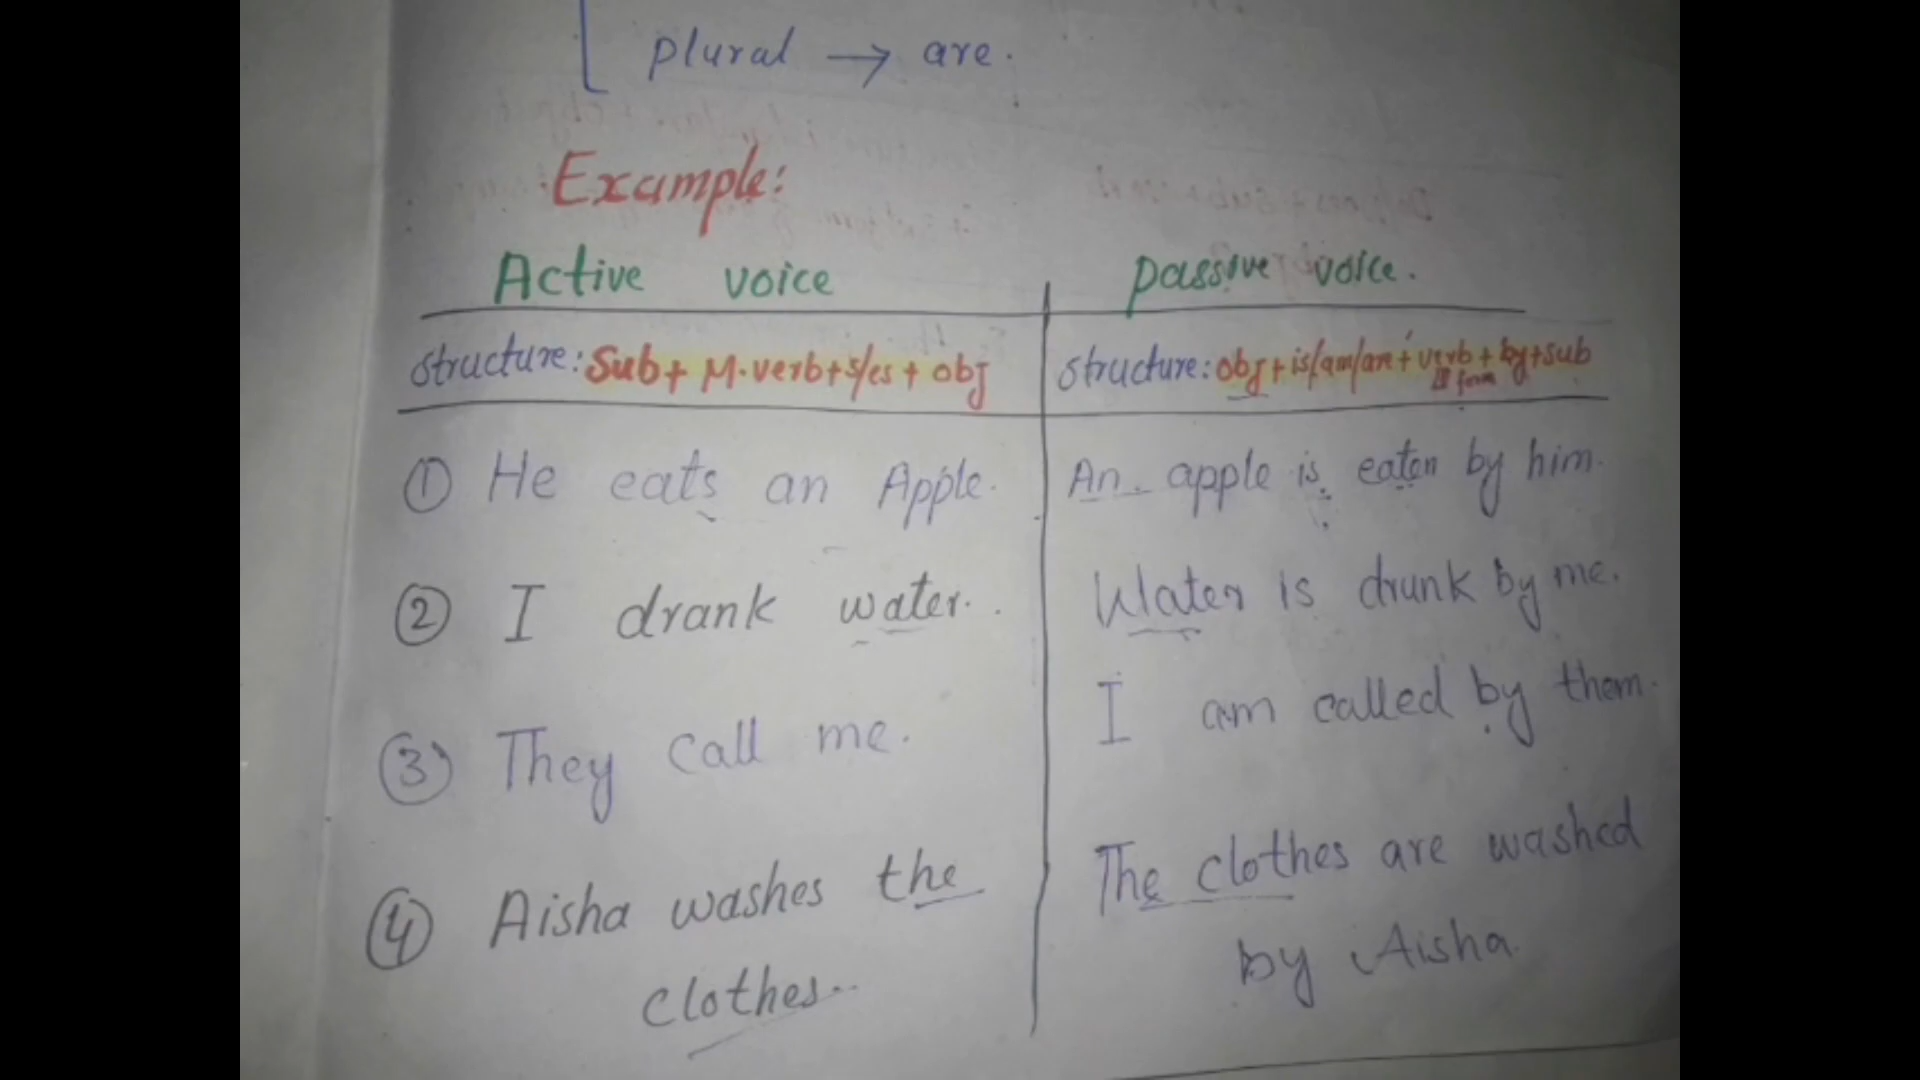 plural → are.
Example:
Active voice
passive voice.
structure: Sub + M.verb + s/es + obj
structure: obj + is/am/are + verb + by + sub
III form
① He eats an Apple.
An apple is eaten by him.
② I drank water.
Water is drunk by me.
③ They call me.
I am called by them.
④ Aisha washes the
clothes.
The clothes are washed
by Aisha.